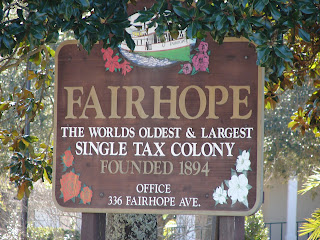 FAIRHOPE
THE WORLDS OLDEST & LARGEST
SINGLE TAX COLONY
FOUNDED 1894
OFFICE
336 FAIRHOPE AVE.